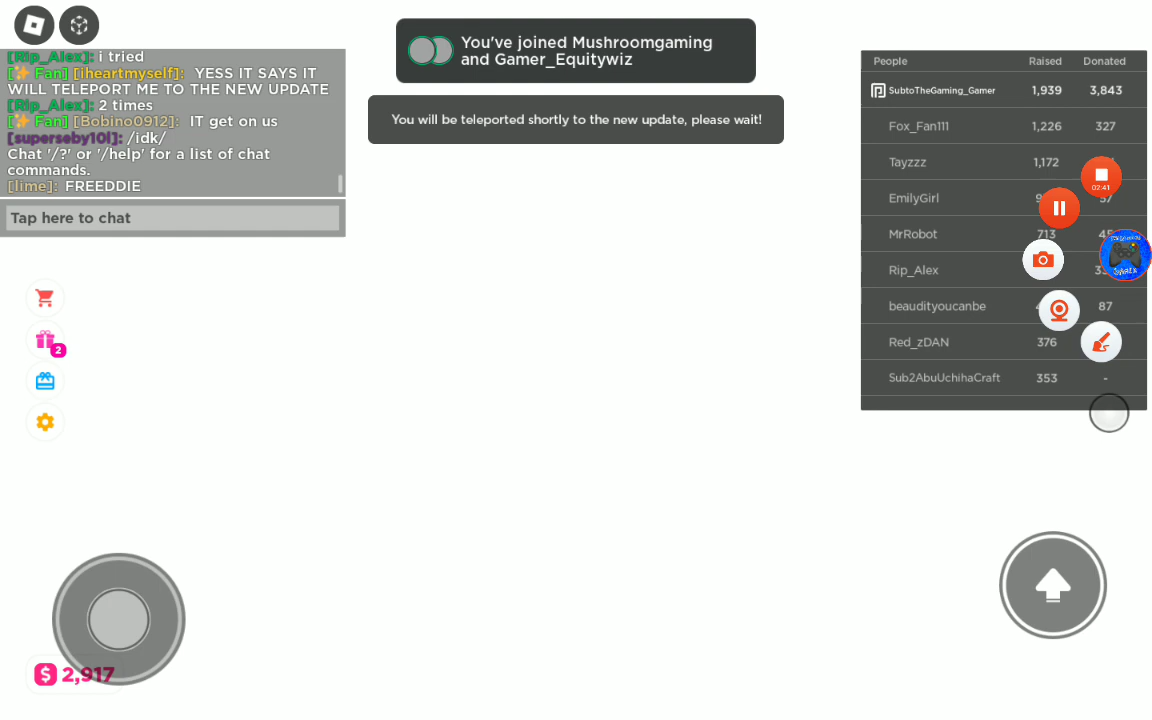 [Rip_Alex]: i tried
[✨ Fan] [iheartmyself]: YESS IT SAYS IT
WILL TELEPORT ME TO THE NEW UPDATE
[Rip_Alex]: 2 times
[✨ Fan] [Bobino0912]: IT get on us
[superseby10l]: /idk/
Chat '/?' or '/help' for a list of chat
commands.
[lime]: FREEDDIE
Tap here to chat
2
$ 2,917
You've joined Mushroomgaming
and Gamer_Equitywiz
You will be teleported shortly to the new update, please wait!
People Raised Donated
SubtoTheGaming_Gamer 1,939 3,843
Fox_Fan111 1,226 327
Tayzzz 1,172
02:41
EmilyGirl
MrRobot 713
Rip_Alex
beaudityoucanbe 87
Red_zDAN 376
Sub2AbuUchihaCraft 353 -